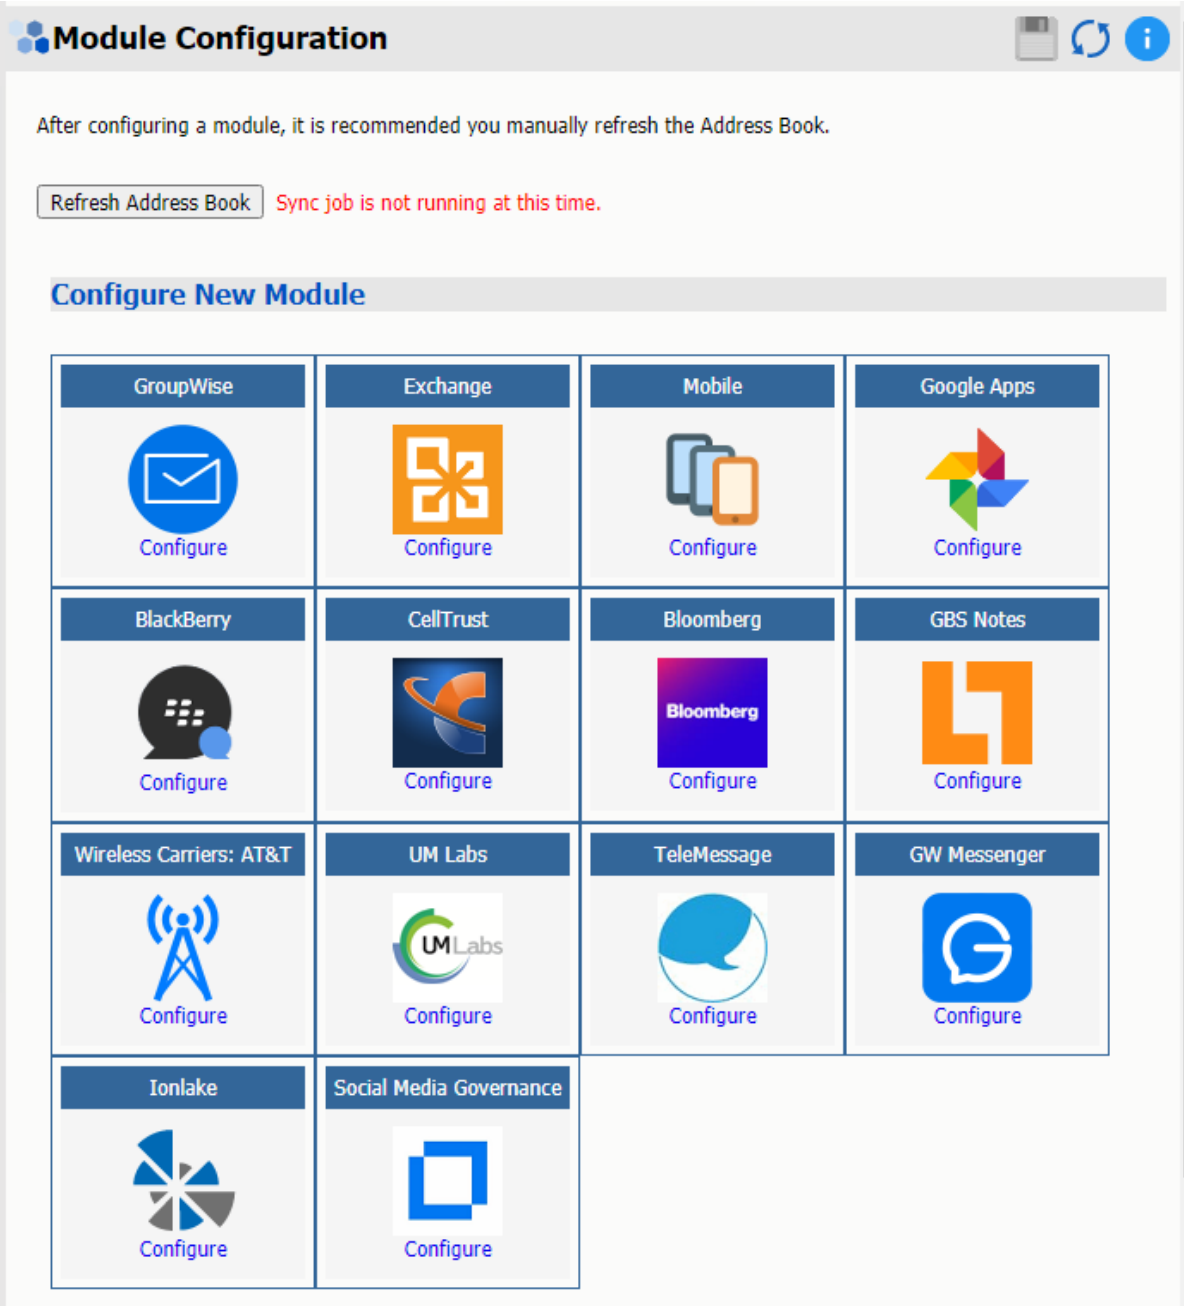 Module Configuration
After configuring a module, it is recommended you manually refresh the Address Book.
Refresh Address Book Sync job is not running at this time.
Configure New Module
GroupWise Exchange Mobile Google Apps
Configure Configure Configure Configure
BlackBerry CellTrust Bloomberg GBS Notes
Bloomberg
Configure Configure Configure Configure
Wireless Carriers: AT&T UM Labs TeleMessage GW Messenger
UM Labs
Configure Configure Configure Configure
Ionlake Social Media Governance
Configure Configure